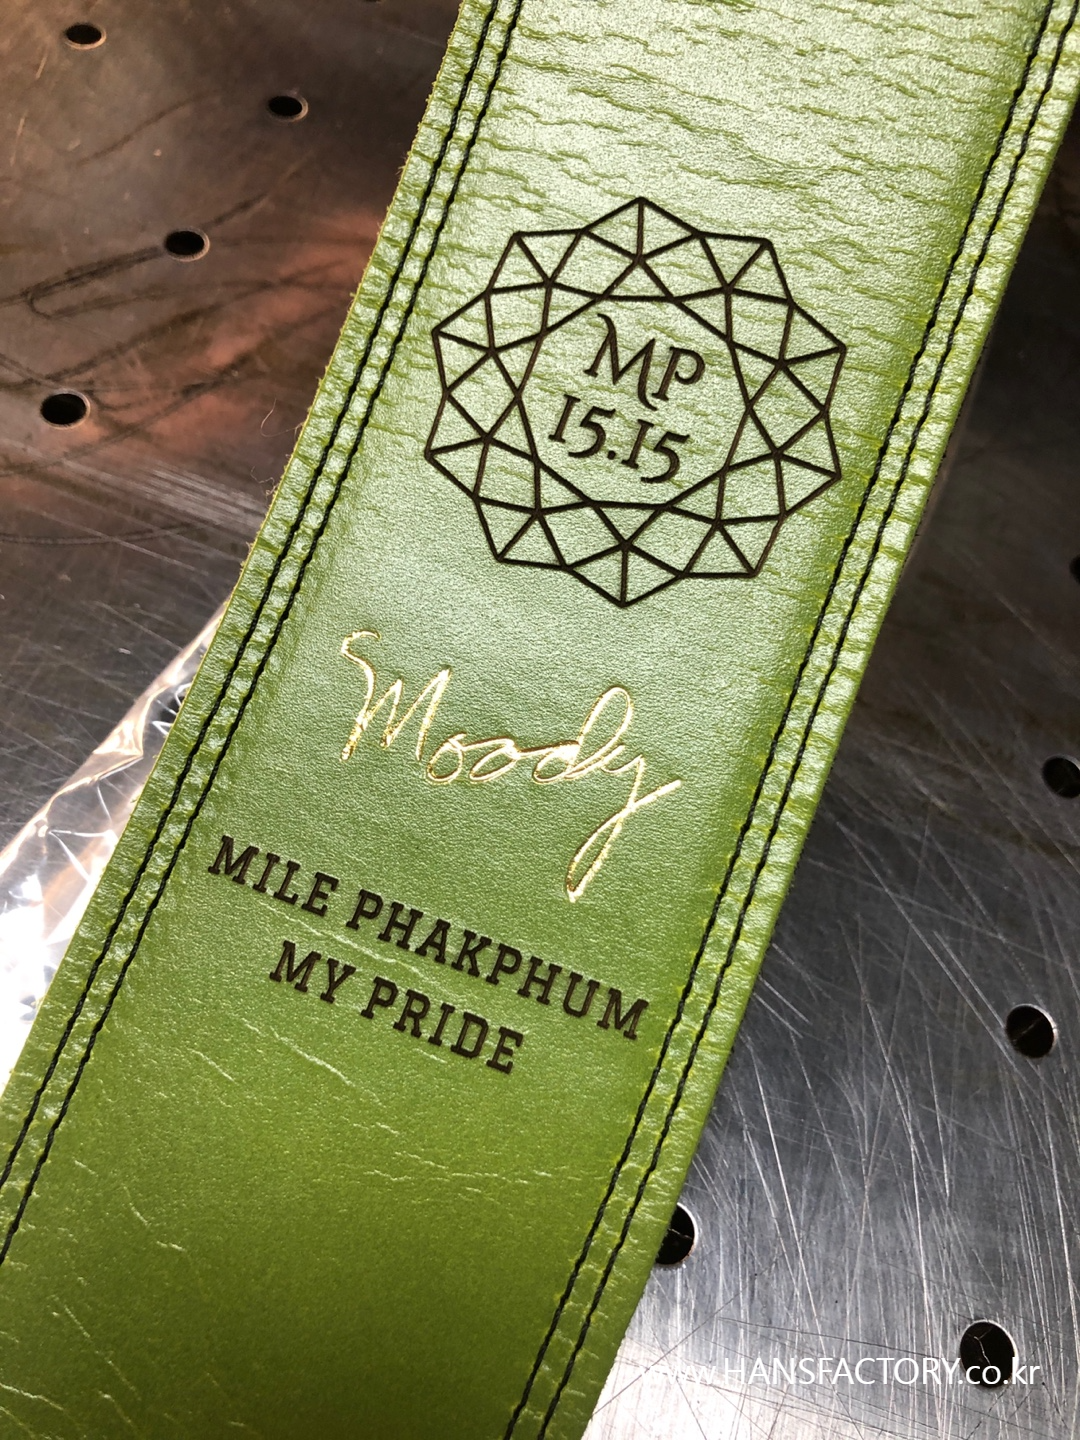 MP
15.15
Moody
MILE PHAKPHUM
MY PRIDE
www.HANSFACTORY.co.kr